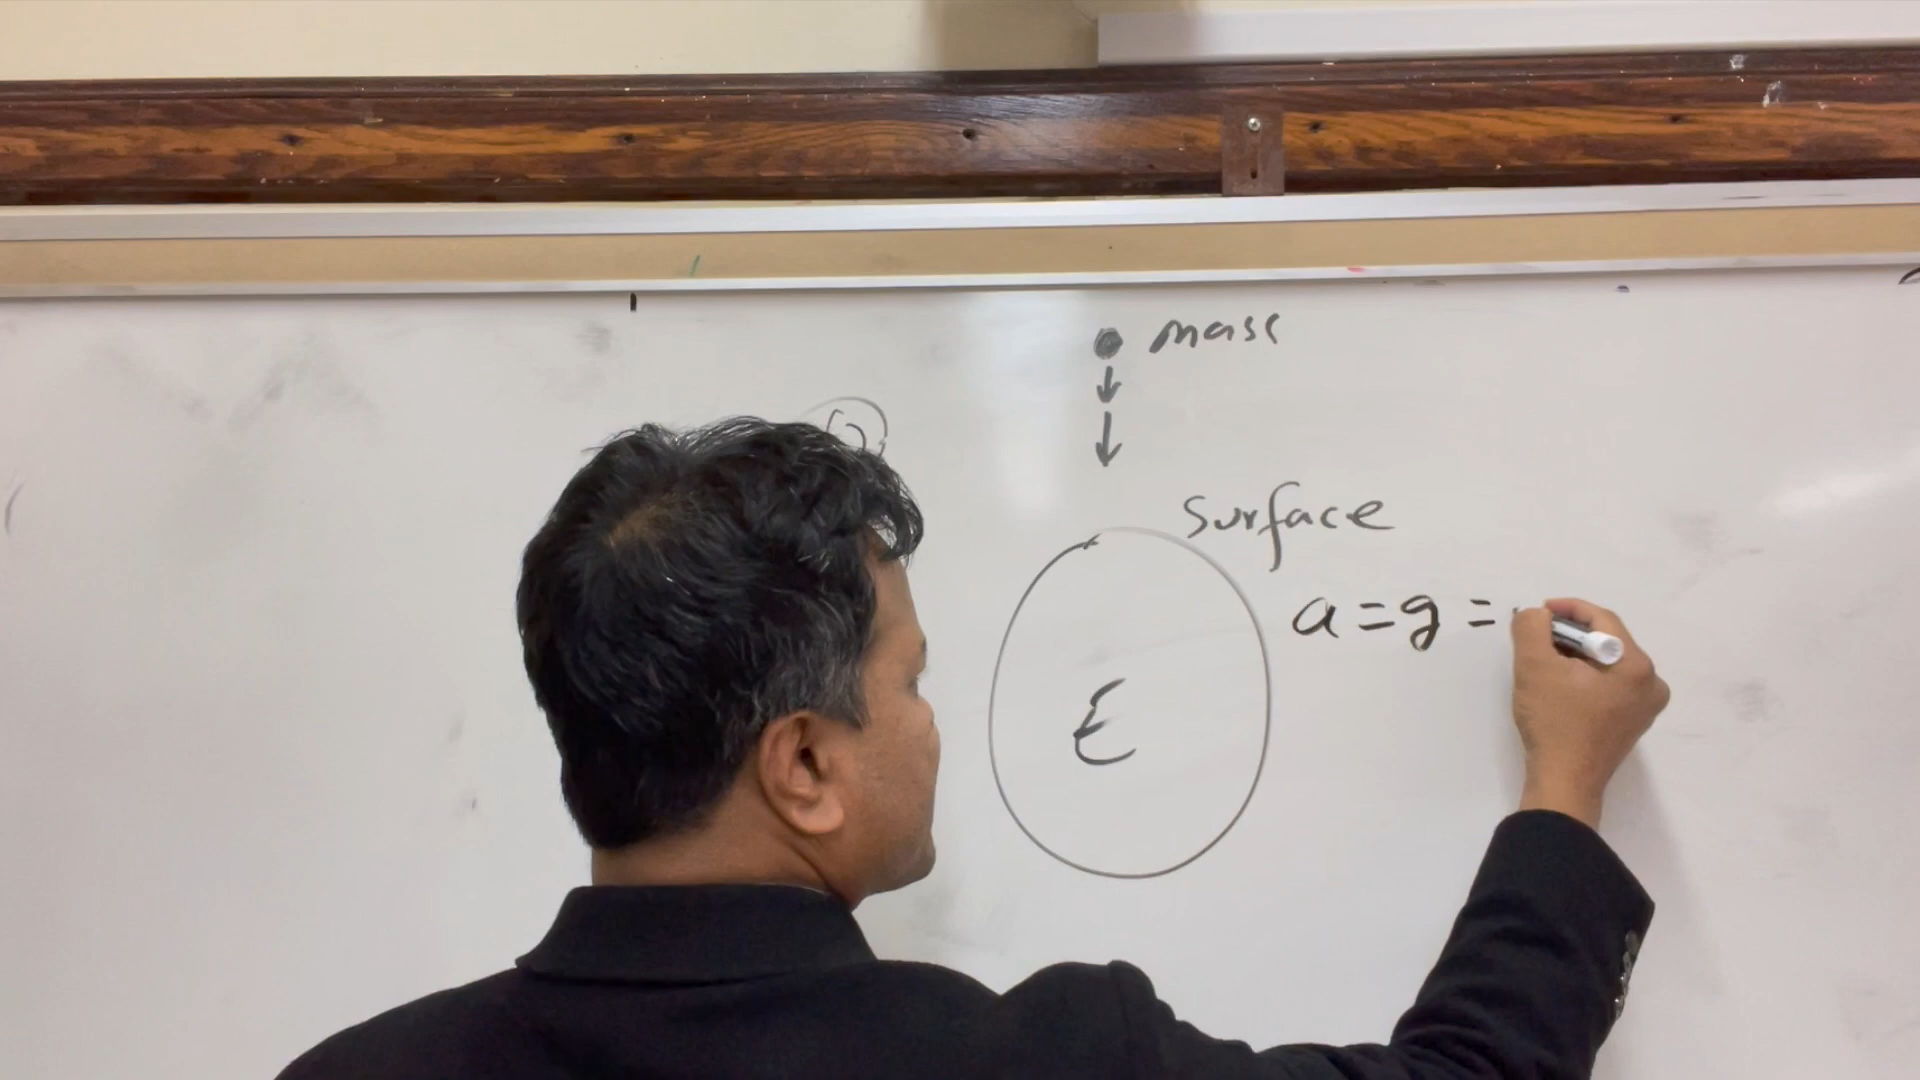 mass
surface
a = g =
E